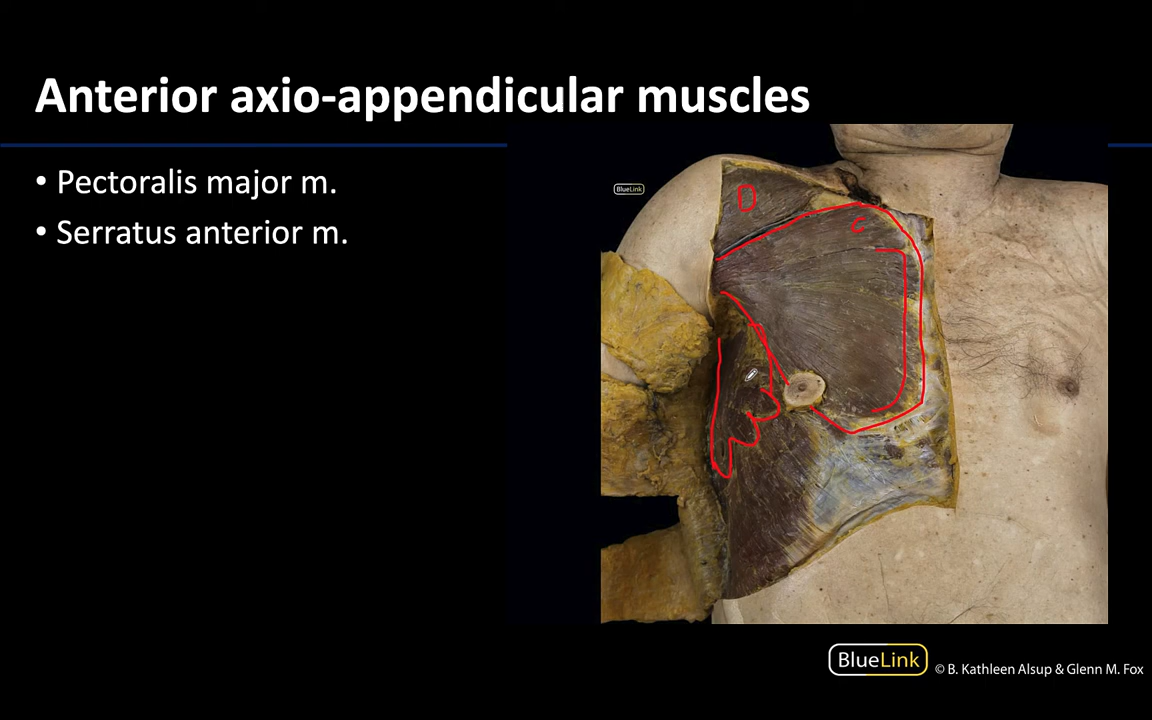 Anterior axio-appendicular muscles
• Pectoralis major m.
• Serratus anterior m.
BlueLink
D
C
BlueLink © B. Kathleen Alsup & Glenn M. Fox